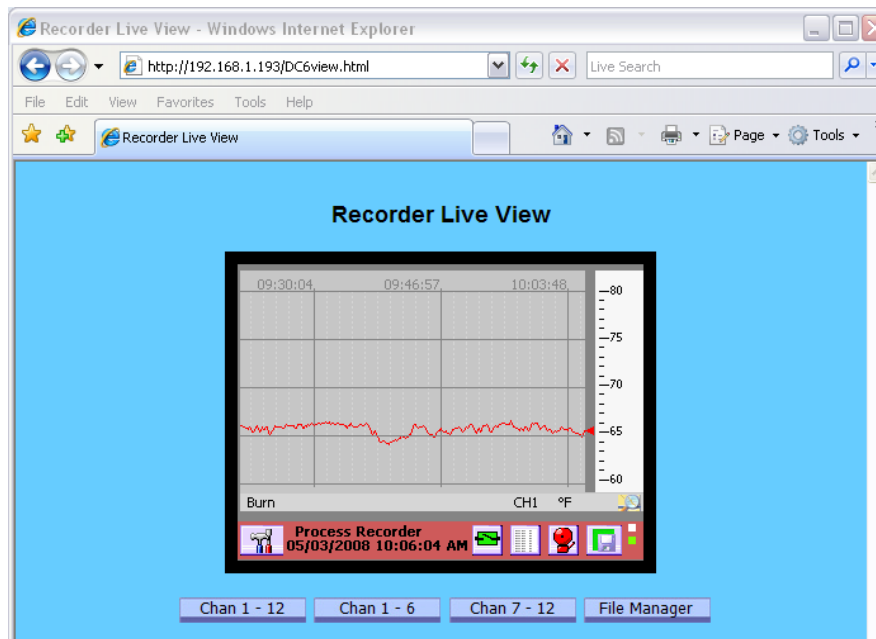 Recorder Live View - Windows Internet Explorer
http://192.168.1.193/DC6view.html
Live Search
File Edit View Favorites Tools Help
Recorder Live View
Page
Tools
Recorder Live View
09:30:04 09:46:57 10:03:48
80
75
70
65
60
Burn CH1 °F
Process Recorder
05/03/2008 10:06:04 AM
Chan 1 - 12 Chan 1 - 6 Chan 7 - 12 File Manager